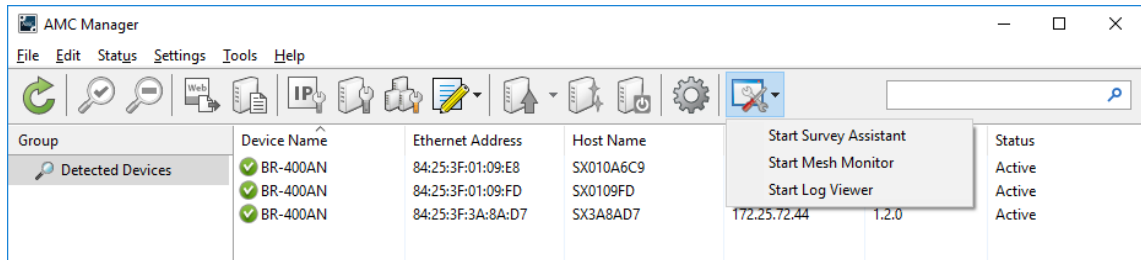 AMC Manager
File Edit Status Settings Tools Help
Web
IP
Group Device Name Ethernet Address Host Name Status
Start Survey Assistant
Start Mesh Monitor
Start Log Viewer
Detected Devices BR-400AN 84:25:3F:01:09:E8 SX010A6C9 Active
BR-400AN 84:25:3F:01:09:FD SX0109FD Active
BR-400AN 84:25:3F:3A:8A:D7 SX3A8AD7 172.25.72.44 1.2.0 Active